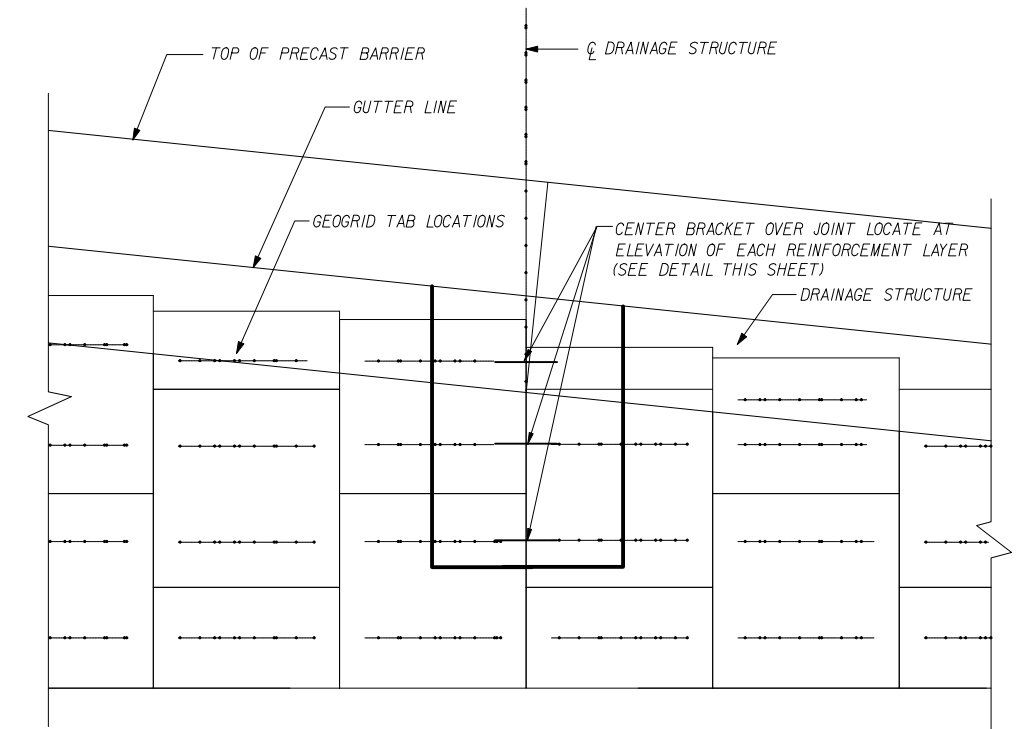 TOP OF PRECAST BARRIER
℄ DRAINAGE STRUCTURE
GUTTER LINE
GEOGRID TAB LOCATIONS
CENTER BRACKET OVER JOINT LOCATE AT
ELEVATION OF EACH REINFORCEMENT LAYER
(SEE DETAIL THIS SHEET)
DRAINAGE STRUCTURE